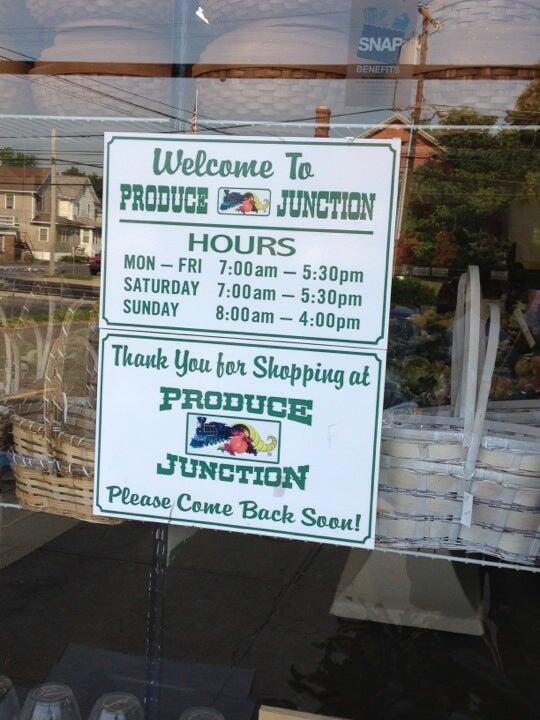 SNAP
BENEFITS
Welcome To
PRODUCE JUNCTION
HOURS
MON – FRI 7:00am – 5:30pm
SATURDAY 7:00am – 5:30pm
SUNDAY 8:00am – 4:00pm
Thank You for Shopping at
PRODUCE
JUNCTION
Please Come Back Soon!